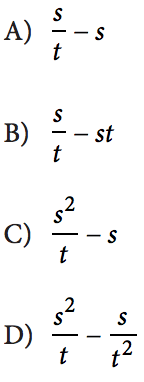 A) s/t − s
B) s/t − st
C) s²/t − s
D) s²/t − s/t²